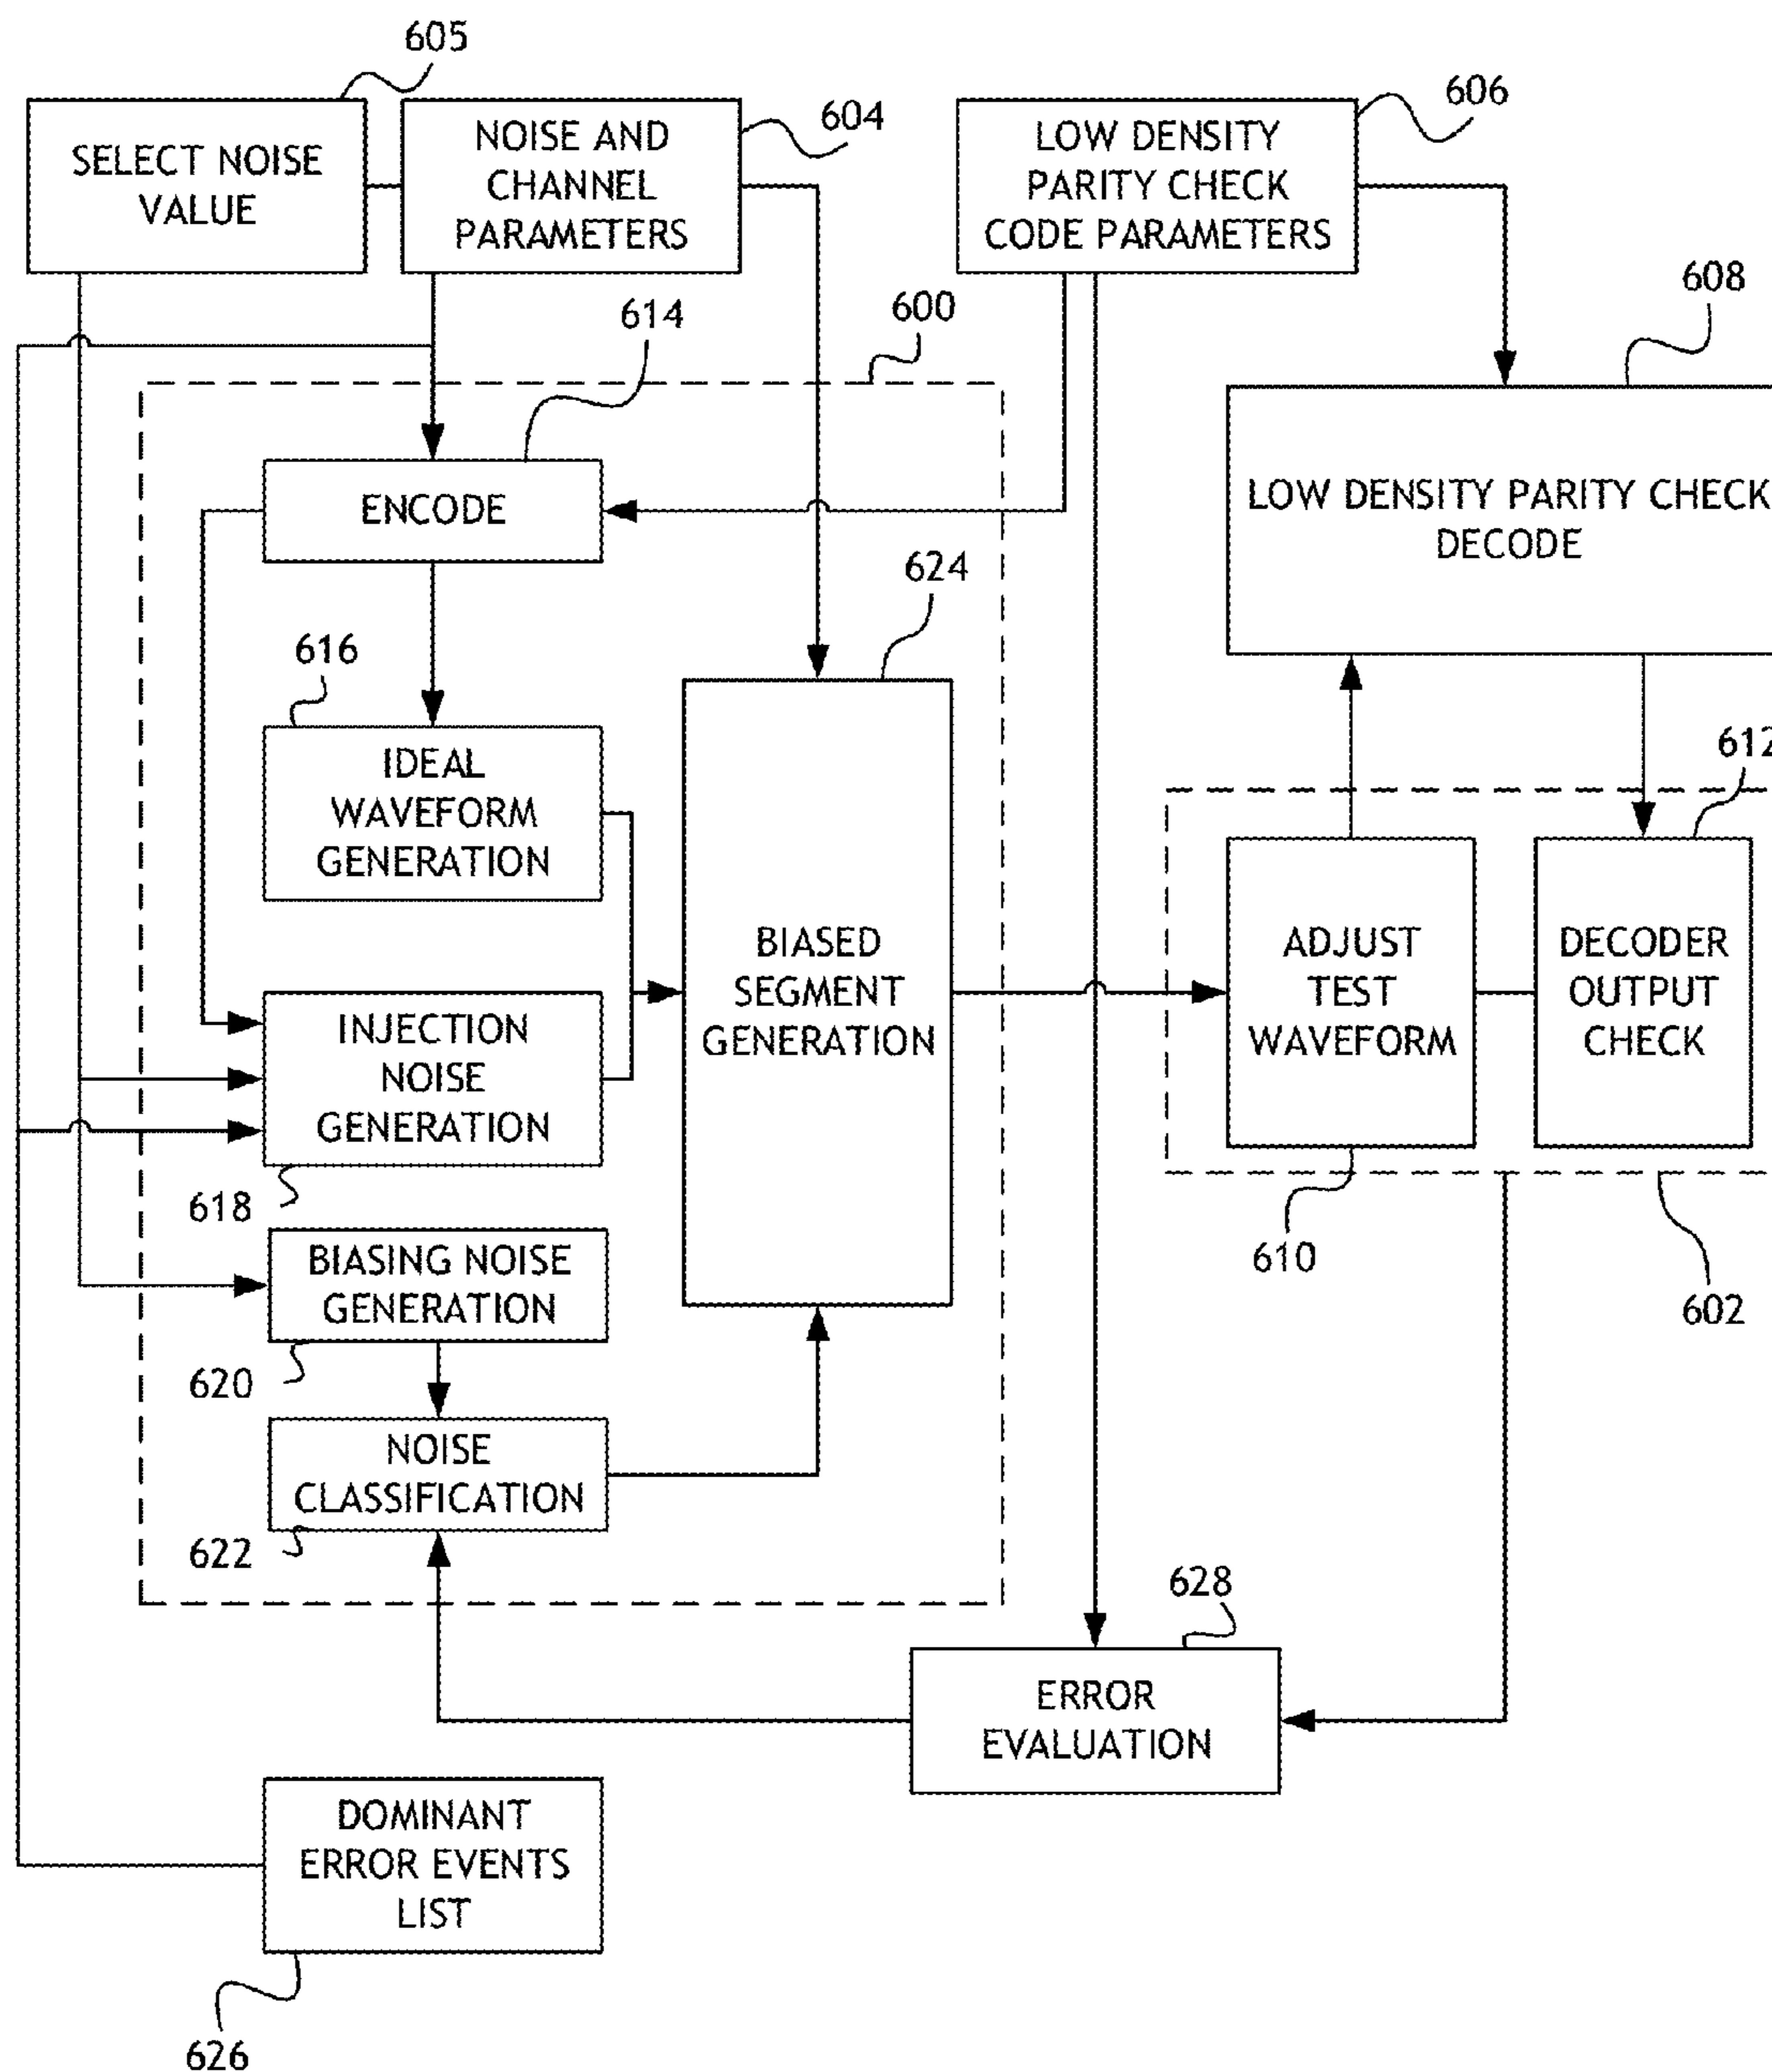 605
SELECT NOISE
VALUE
NOISE AND
CHANNEL
PARAMETERS
604
LOW DENSITY
PARITY CHECK
CODE PARAMETERS
606
600
614
608
ENCODE
LOW DENSITY PARITY CHECK
DECODE
624
616
IDEAL
WAVEFORM
GENERATION
612
BIASED
SEGMENT
GENERATION
ADJUST
TEST
WAVEFORM
DECODER
OUTPUT
CHECK
INJECTION
NOISE
GENERATION
618
610
602
BIASING NOISE
GENERATION
620
NOISE
CLASSIFICATION
622
628
ERROR
EVALUATION
DOMINANT
ERROR EVENTS
LIST
626